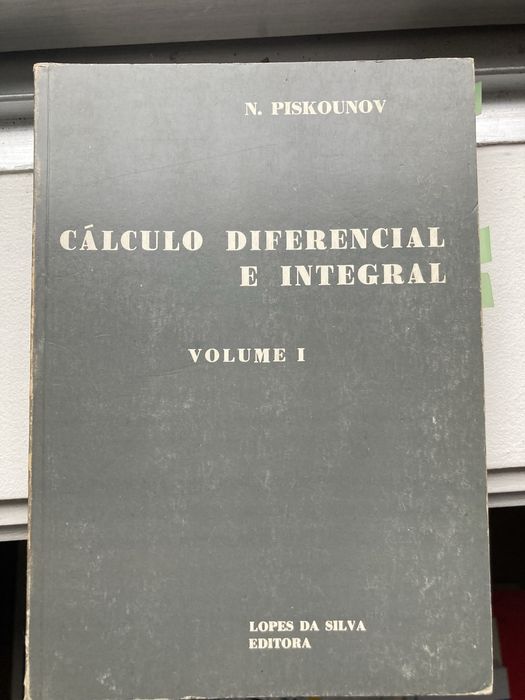 N. PISKOUNOV
CÁLCULO DIFERENCIAL
E INTEGRAL
VOLUME I
LOPES DA SILVA
EDITORA